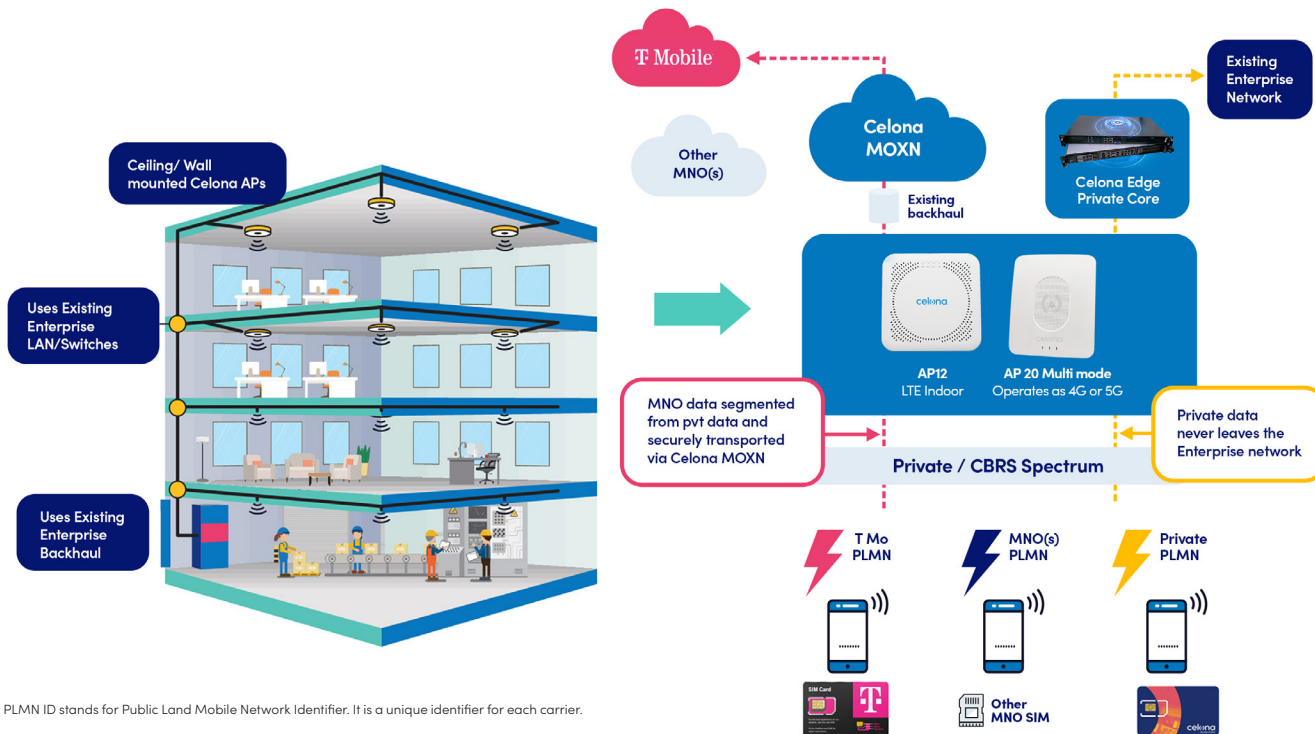 Ceiling/ Wall
mounted Celona APs
Uses Existing
Enterprise
LAN/Switches
Uses Existing
Enterprise
Backhaul
T Mobile
Other
MNO(s)
Celona
MOXN
Existing
backhaul
Existing
Enterprise
Network
Celona Edge
Private Core
celona
celona
AP12
LTE Indoor
AP 20 Multi mode
Operates as 4G or 5G
MNO data segmented
from pvt data and
securely transported
via Celona MOXN
Private data
never leaves the
Enterprise network
Private / CBRS Spectrum
T Mo
PLMN
MNO(s)
PLMN
Private
PLMN
SIM Card
T
Other
MNO SIM
celona
PLMN ID stands for Public Land Mobile Network Identifier. It is a unique identifier for each carrier.